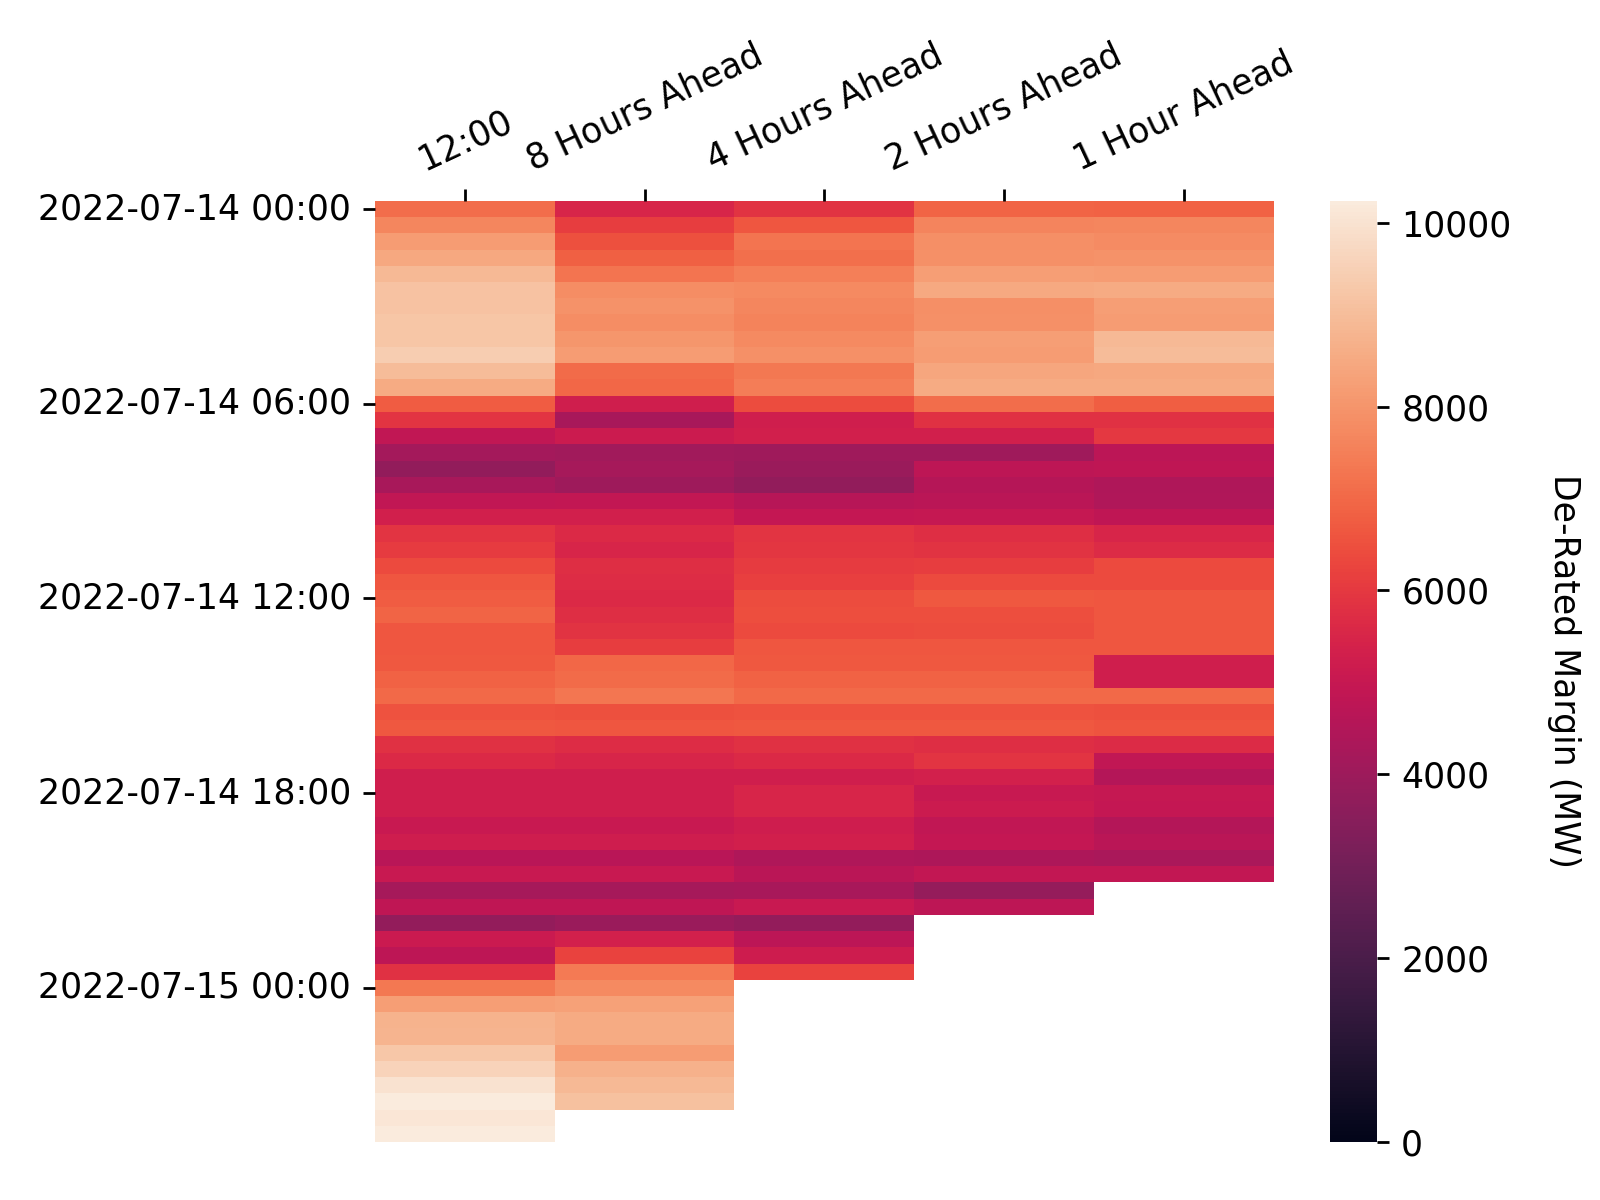 12:00
8 Hours Ahead
4 Hours Ahead
2 Hours Ahead
1 Hour Ahead
2022-07-14 00:00
2022-07-14 06:00
2022-07-14 12:00
2022-07-14 18:00
2022-07-15 00:00
10000
8000
6000
4000
2000
0
De-Rated Margin (MW)